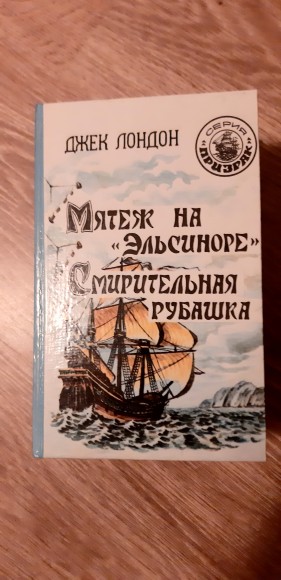 ДЖЕК ЛОНДОН
СЕРИЯ
«ПРИЗРАК»
МЯТЕЖ НА
«ЭЛЬСИНОРЕ»
СМИРИТЕЛЬНАЯ
РУБАШКА